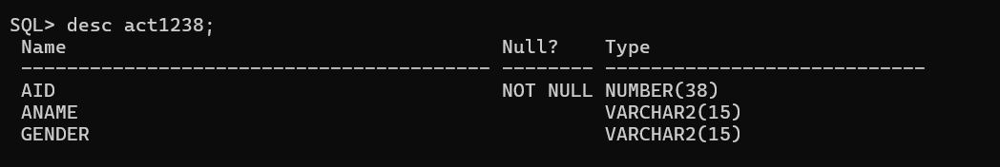 SQL> desc act1238;
Name Null? Type
----------------------------------------- -------- ----------------------------
AID NOT NULL NUMBER(38)
ANAME VARCHAR2(15)
GENDER VARCHAR2(15)